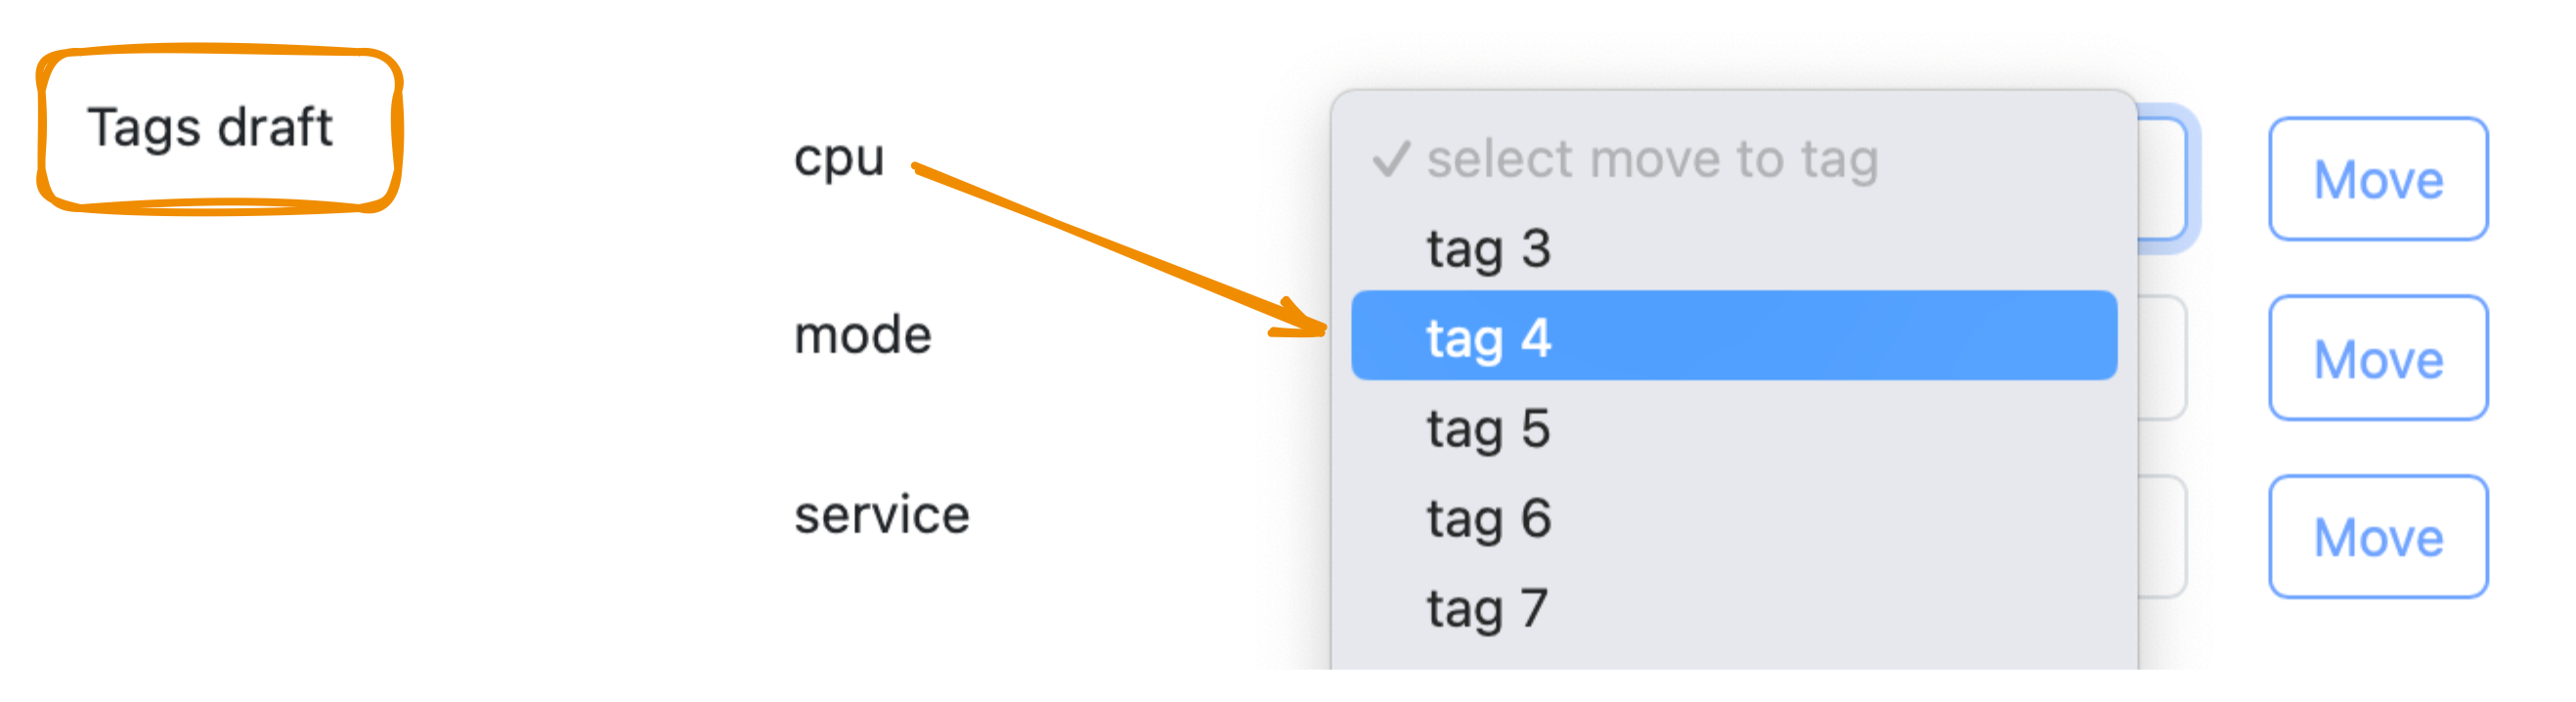 Tags draft
cpu
select move to tag
Move
tag 3
mode
tag 4
Move
tag 5
service
tag 6
Move
tag 7